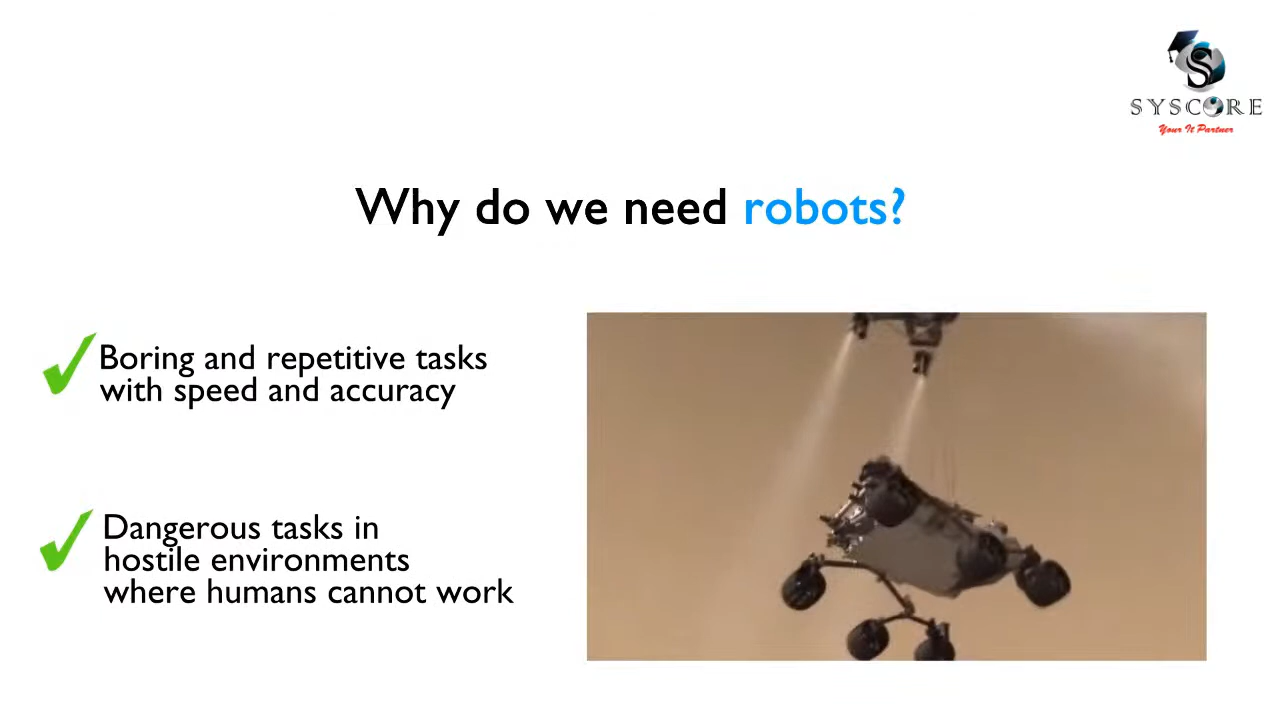 SYSCORE
Your It Partner
Why do we need robots?
Boring and repetitive tasks
with speed and accuracy
Dangerous tasks in
hostile environments
where humans cannot work